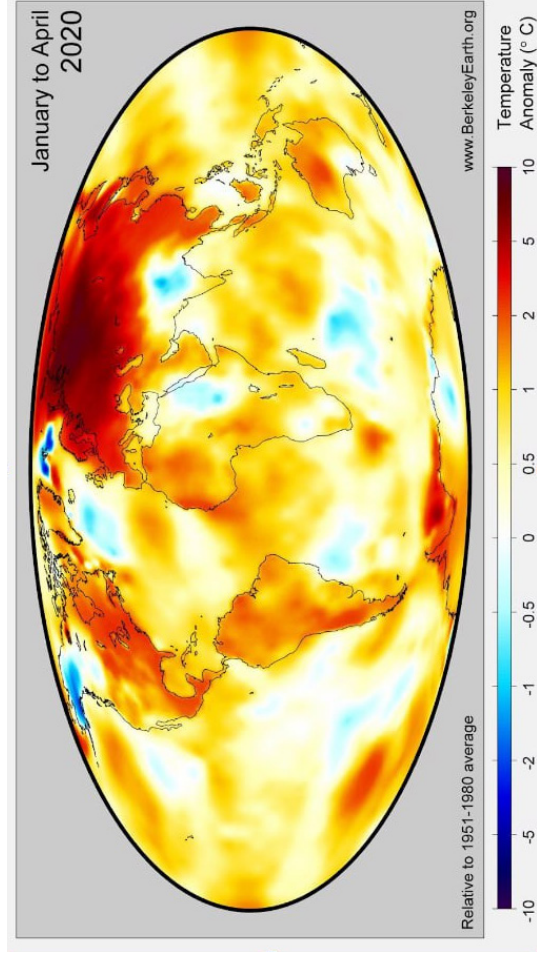 January to April
2020
Relative to 1951-1980 average
www.BerkeleyEarth.org
-10
-5
-2
-1
-0.5
0
0.5
1
2
5
10
Temperature
Anomaly (° C)